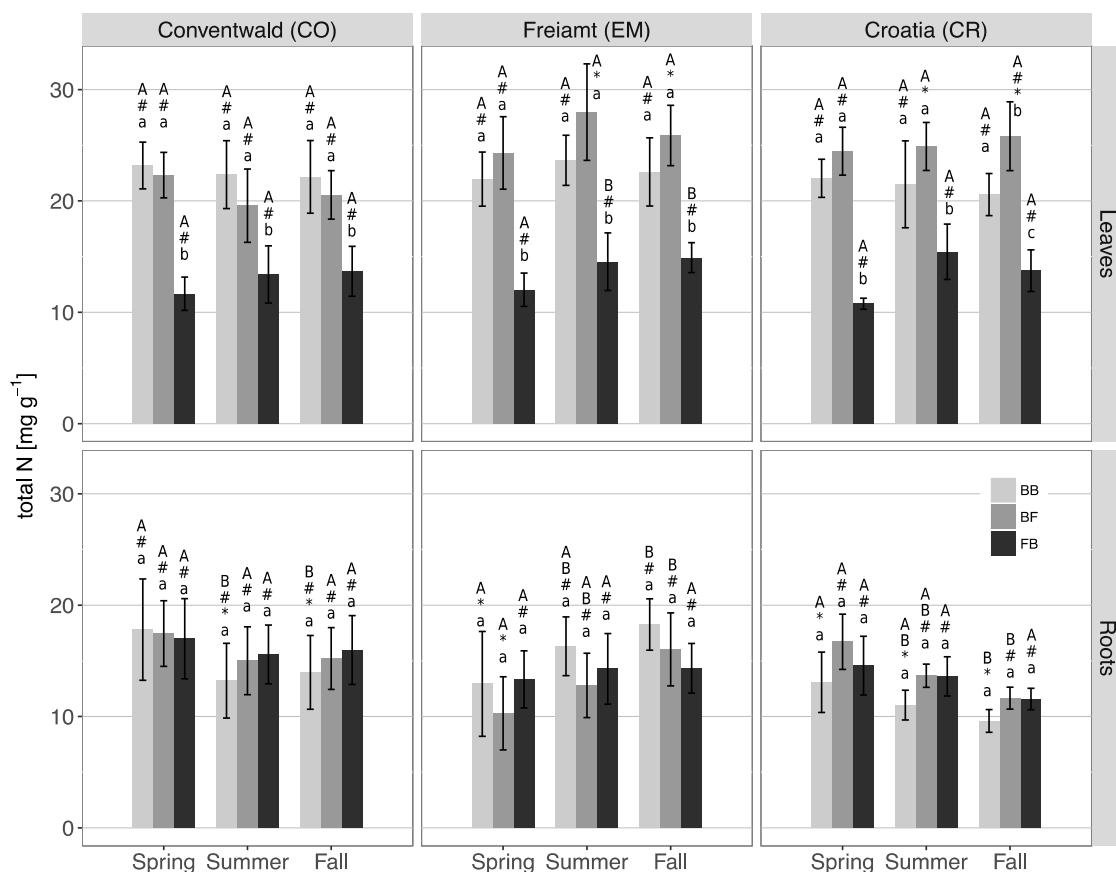 Conventwald (CO)
Freiamt (EM)
Croatia (CR)
total N [mg g⁻¹]
Leaves
30
20
10
0
A # a
A # a
A # b
A # a
A # a
A # b
A # a
A # a
A # b
A # a
A # a
A # b
A # a
A * a
B # b
A # a
A * a
B # b
A # a
A # a
A # b
A # a
A * a
A # b
A # a
A # * b
A # c
Roots
30
20
10
0
A # a
A # a
A # a
B # * a
A # a
A # a
B # * a
A # a
A # a
A * a
A * a
A # a
A B # a
A B # a
A # a
B # a
B # a
A # a
A * a
A # a
A # a
A B * a
A B # a
A # a
B * a
B # a
A # a
BB
BF
FB
Spring Summer Fall
Spring Summer Fall
Spring Summer Fall